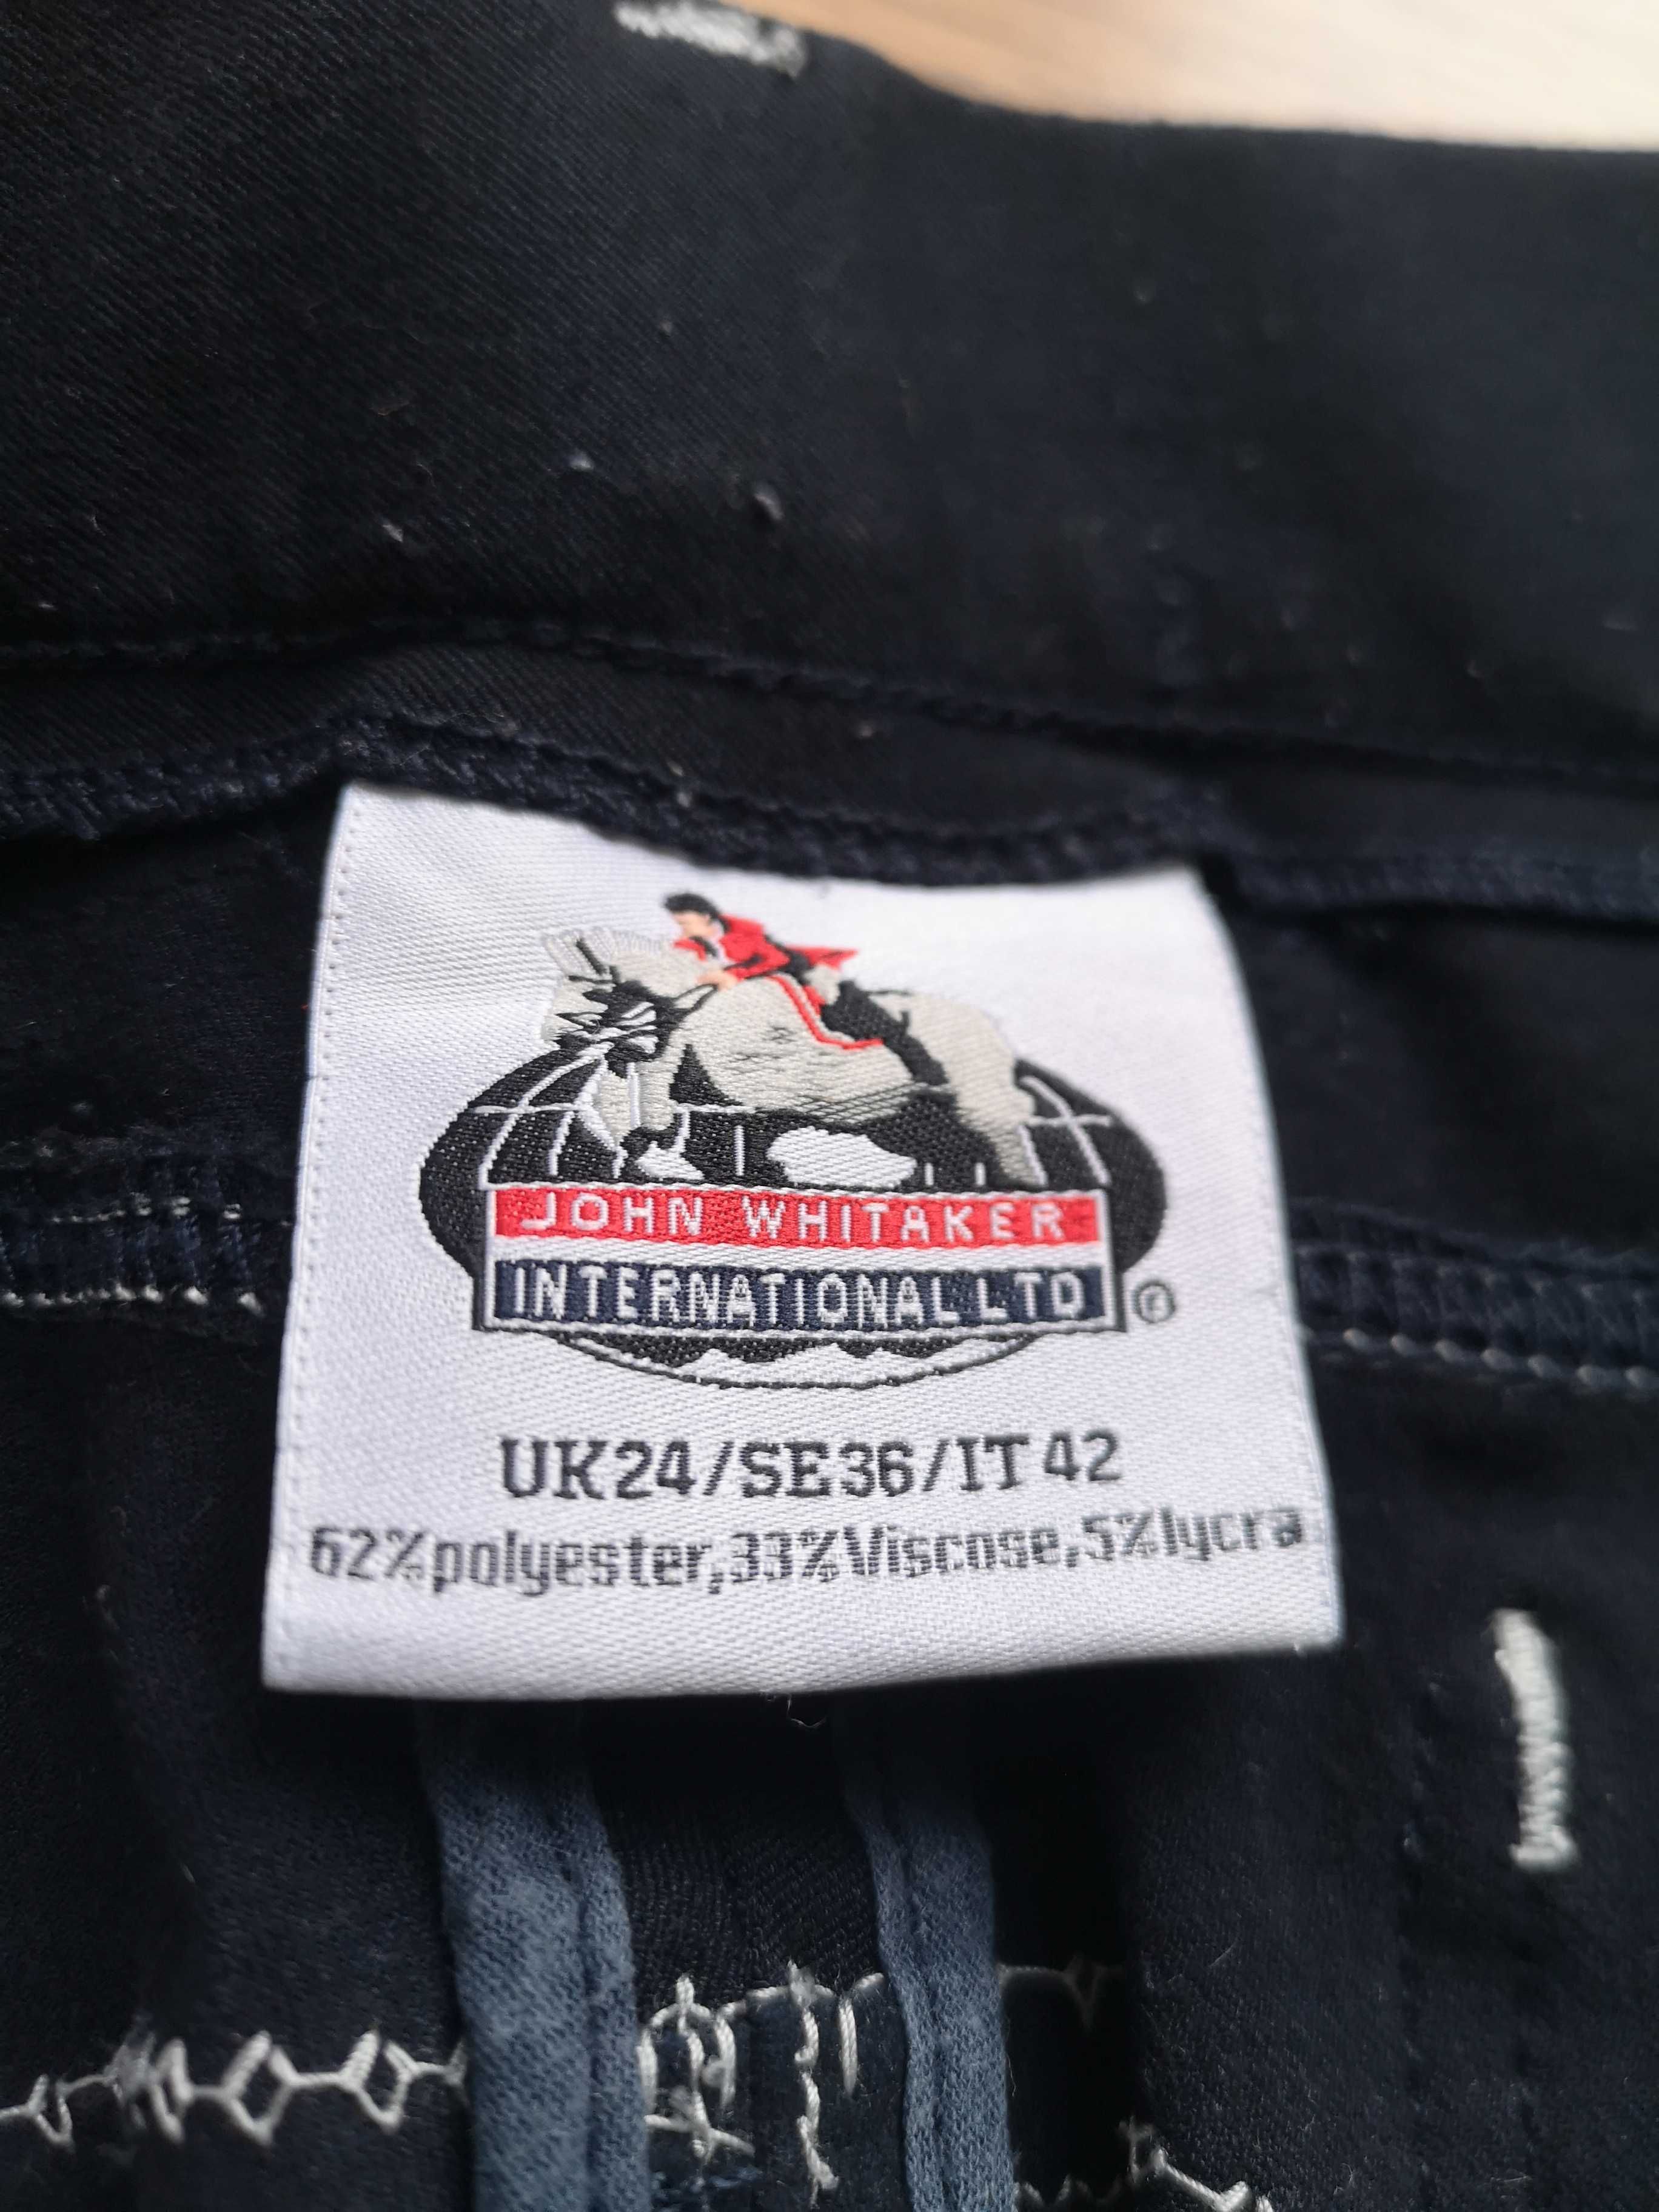 JOHN WHITAKER
INTERNATIONAL LTD ®
UK24/SE36/IT42
62%polyester,33%Viscose,5%lycra